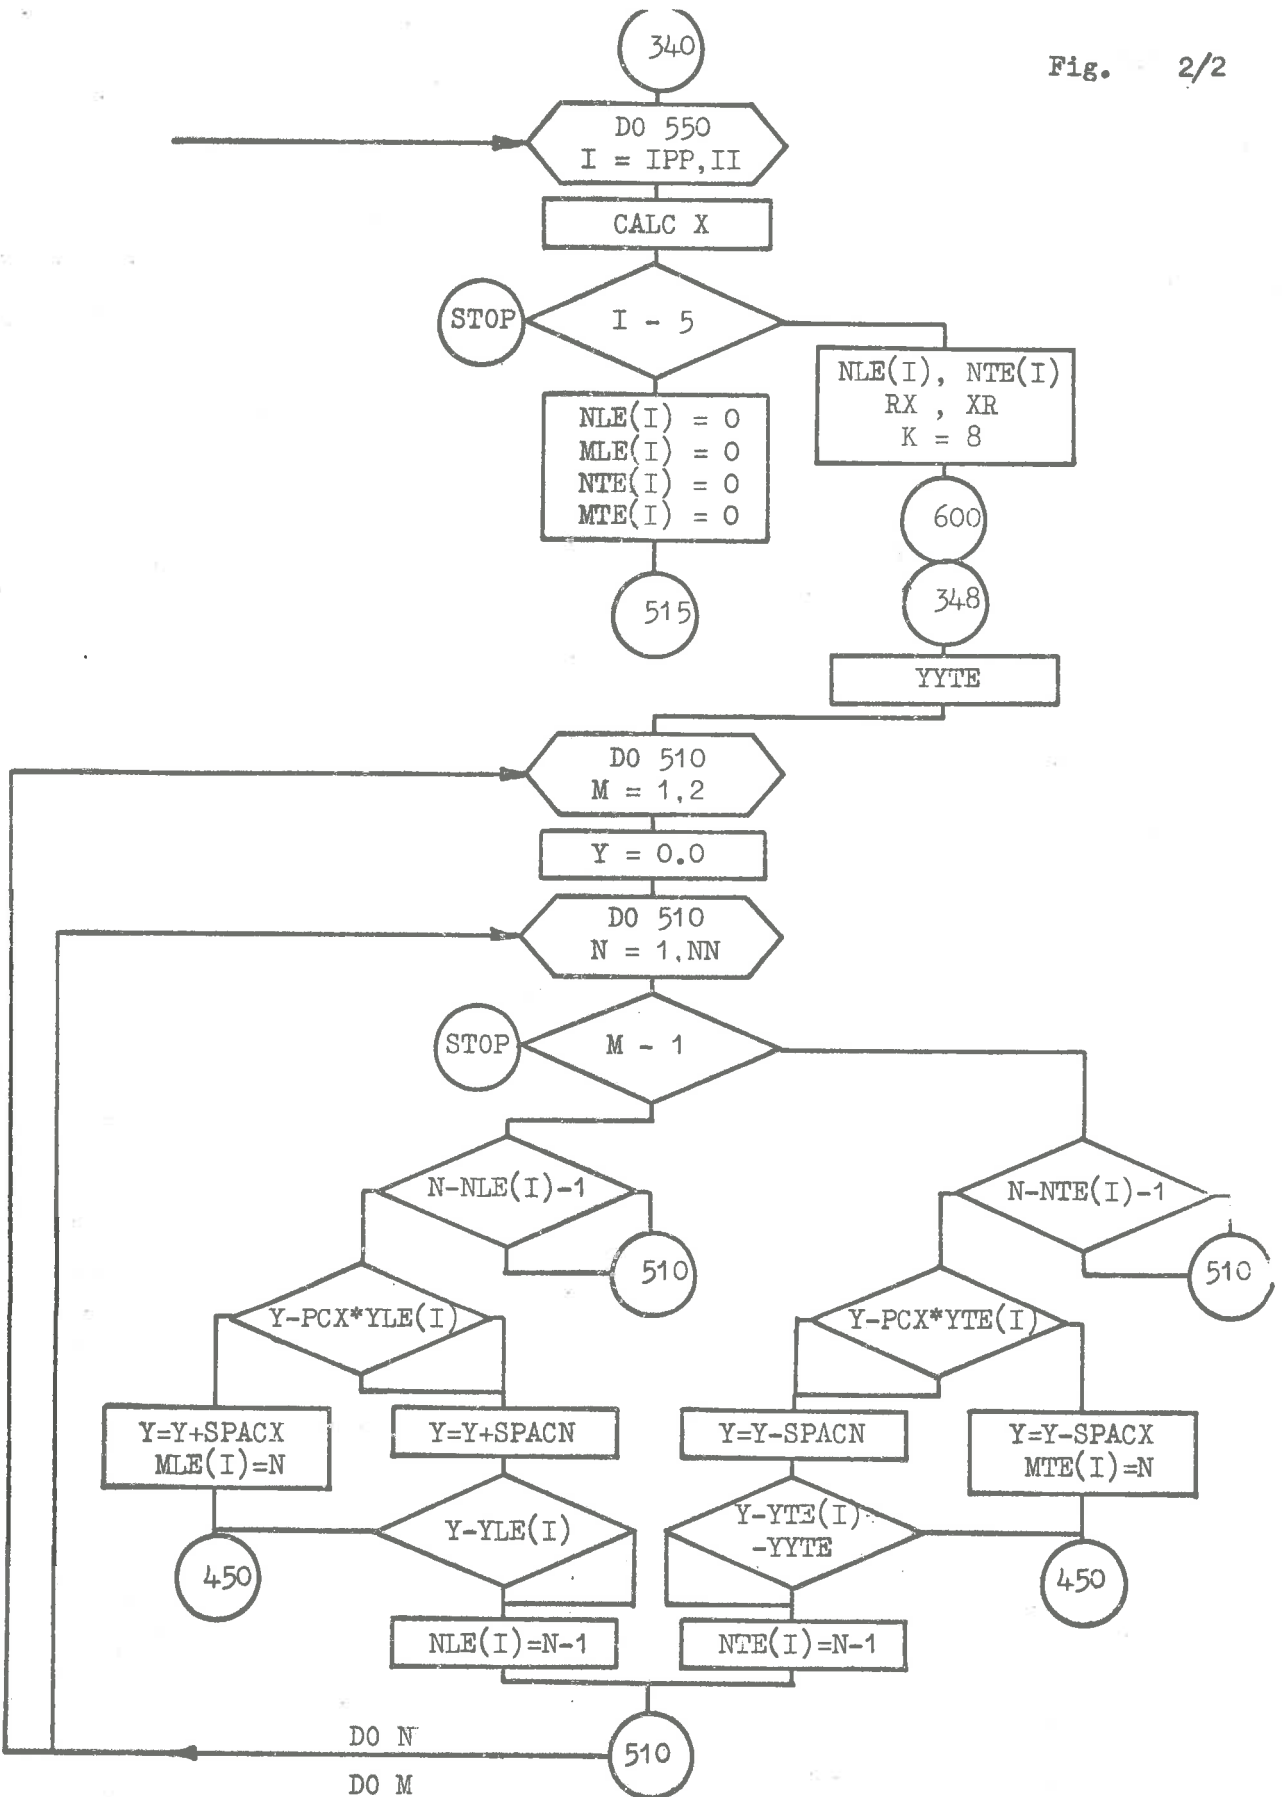 340
Fig. 2/2
DO 550
I = IPP,II
CALC X
STOP
I - 5
NLE(I), NTE(I)
RX , XR
K = 8
NLE(I) = 0
MLE(I) = 0
NTE(I) = 0
MTE(I) = 0
600
515
348
YYTE
DO 510
M = 1,2
Y = 0.0
DO 510
N = 1,NN
STOP
M - 1
N-NLE(I)-1
N-NTE(I)-1
510
510
Y-PCX*YLE(I)
Y-PCX*YTE(I)
Y=Y+SPACX
MLE(I)=N
Y=Y+SPACN
Y=Y-SPACN
Y=Y-SPACX
MTE(I)=N
Y-YLE(I)
Y-YTE(I)
-YYTE
450
450
NLE(I)=N-1
NTE(I)=N-1
DO N
510
DO M